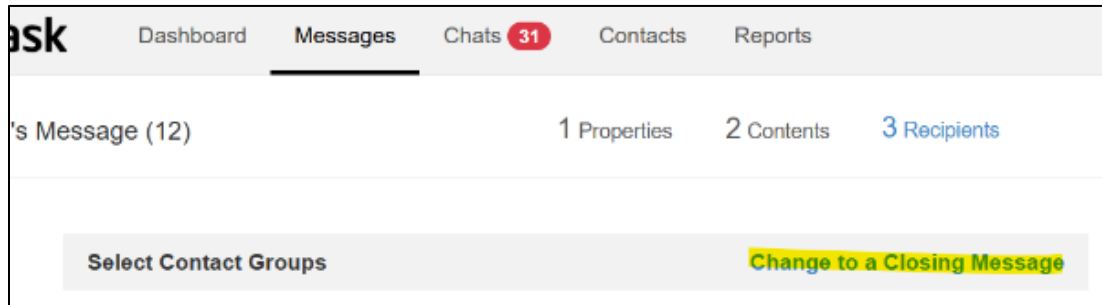 ask Dashboard Messages Chats 31 Contacts Reports
's Message (12) 1 Properties 2 Contents 3 Recipients
Select Contact Groups Change to a Closing Message